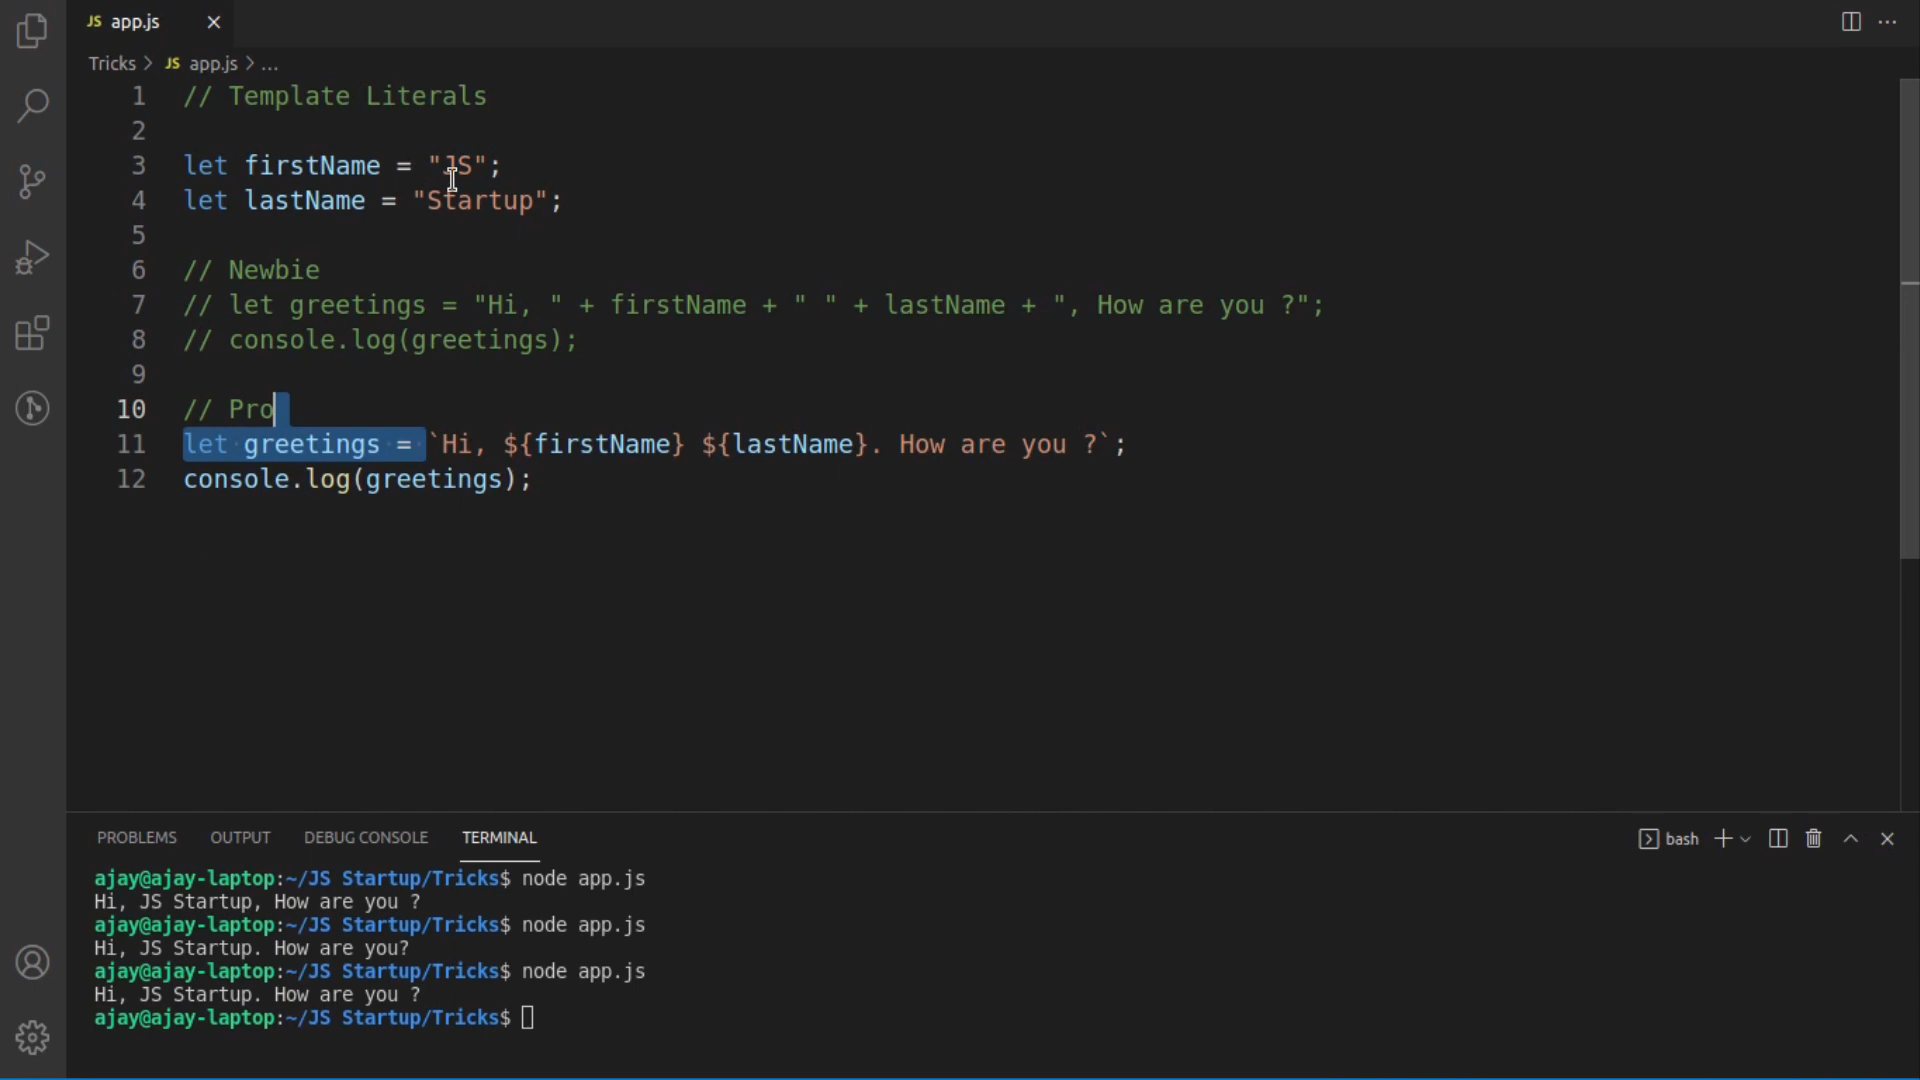 JS app.js
Tricks > JS app.js > ...
1 // Template Literals
2
3 let firstName = "JS";
4 let lastName = "Startup";
5
6 // Newbie
7 // let greetings = "Hi, " + firstName + " " + lastName + ", How are you ?";
8 // console.log(greetings);
9
10 // Pro
11 let greetings = `Hi, ${firstName} ${lastName}. How are you ?`;
12 console.log(greetings);
PROBLEMS OUTPUT DEBUG CONSOLE TERMINAL bash
ajay@ajay-laptop:~/JS Startup/Tricks$ node app.js
Hi, JS Startup, How are you ?
ajay@ajay-laptop:~/JS Startup/Tricks$ node app.js
Hi, JS Startup. How are you?
ajay@ajay-laptop:~/JS Startup/Tricks$ node app.js
Hi, JS Startup. How are you ?
ajay@ajay-laptop:~/JS Startup/Tricks$